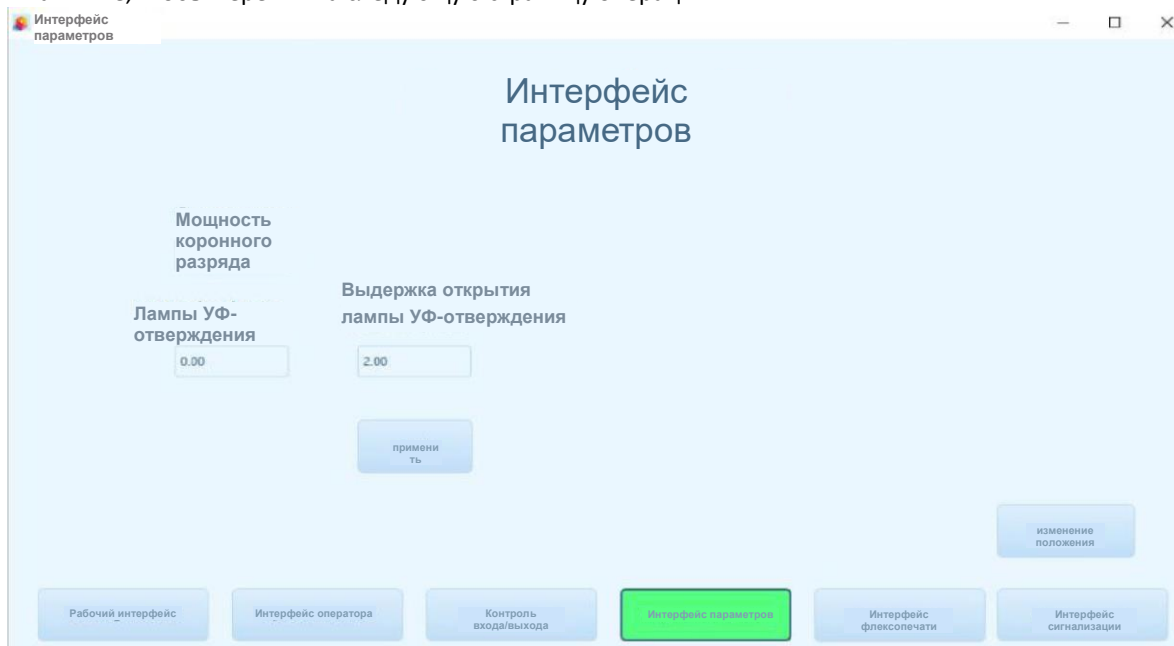 Интерфейс
параметров
Интерфейс
параметров
Мощность
коронного
разряда
Выдержка открытия
лампы УФ-отверждения
Лампы УФ-
отверждения
0.00
2.00
примени
ть
изменение
положения
Рабочий интерфейс
Интерфейс оператора
Контроль
входа/выхода
Интерфейс параметров
Интерфейс
флексопечати
Интерфейс
сигнализации